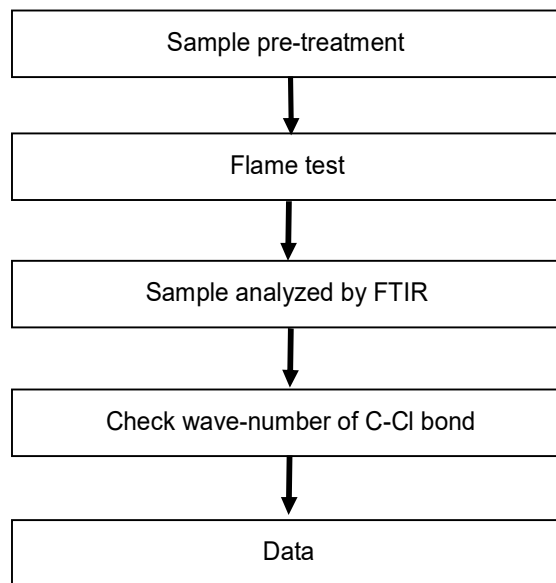 Sample pre-treatment
Flame test
Sample analyzed by FTIR
Check wave-number of C-Cl bond
Data